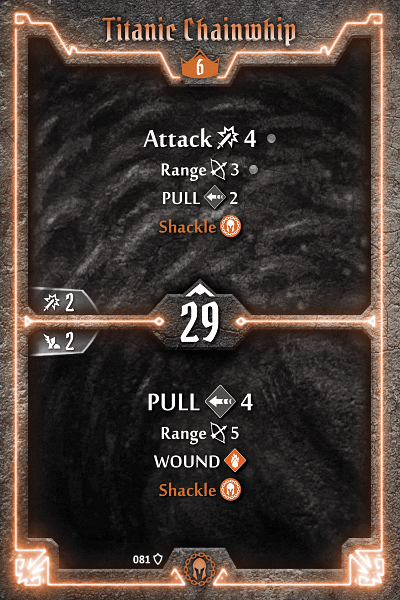 Titanic Chainwhip
6
Attack 4
Range 3
PULL 2
Shackle
2
29
2
PULL 4
Range 5
WOUND
Shackle
081